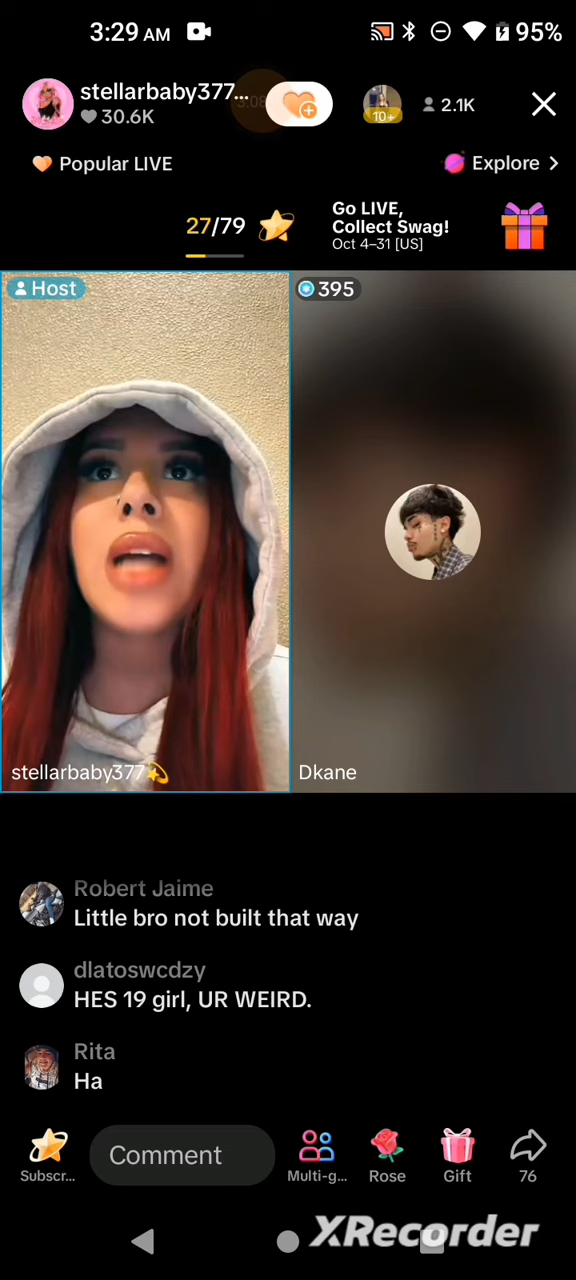 3:29 AM
95%
stellarbaby377...
30.6K
10+
2.1K
Popular LIVE
Explore >
27/79
Go LIVE,
Collect Swag!
Oct 4–31 [US]
Host
395
stellarbaby377💫
Dkane
Robert Jaime
Little bro not built that way
dlatoswcdzy
HES 19 girl, UR WEIRD.
Rita
Ha
Comment
Subscr...
Multi-g...
Rose
Gift
76
XRecorder